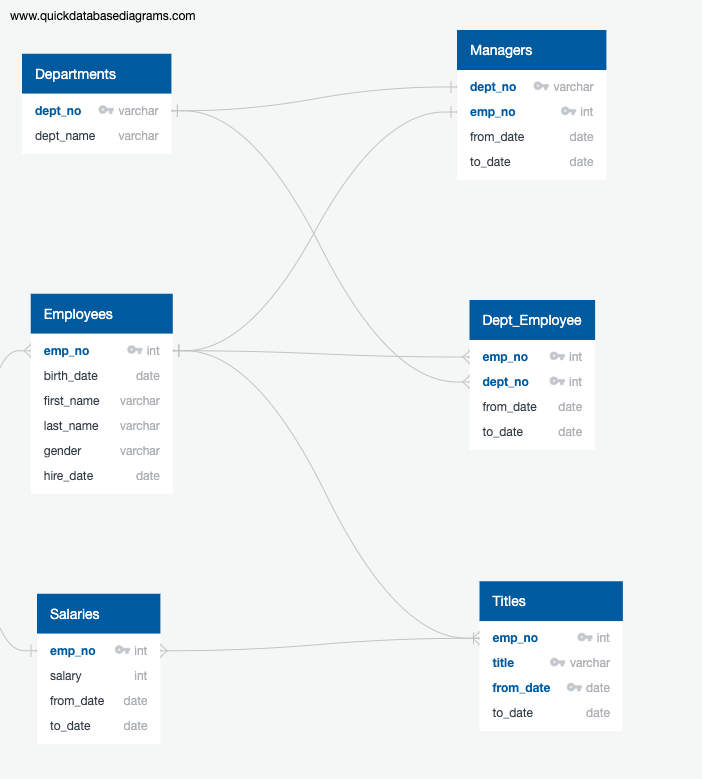 www.quickdatabasediagrams.com
Departments
dept_no varchar
dept_name varchar
Managers
dept_no varchar
emp_no int
from_date date
to_date date
Employees
emp_no int
birth_date date
first_name varchar
last_name varchar
gender varchar
hire_date date
Dept_Employee
emp_no int
dept_no int
from_date date
to_date date
Salaries
emp_no int
salary int
from_date date
to_date date
Titles
emp_no int
title varchar
from_date date
to_date date